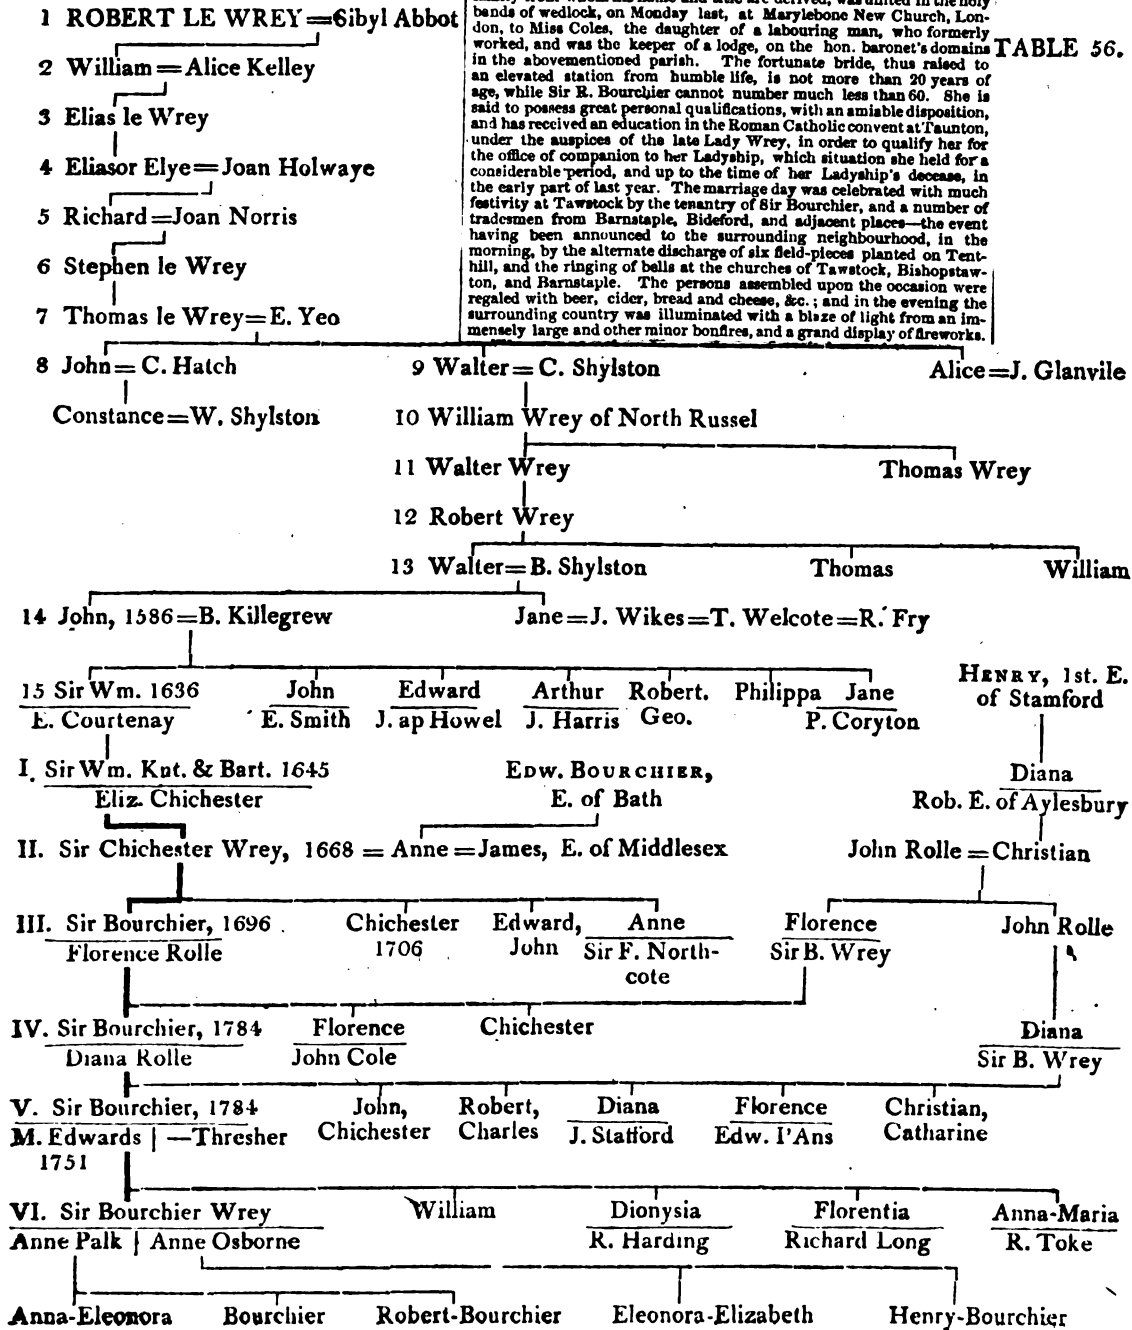 1 ROBERT LE WREY = Sibyl Abbot
2 William = Alice Kelley
3 Elias le Wrey
4 Eliasor Elye = Joan Holwaye
5 Richard = Joan Norris
6 Stephen le Wrey
7 Thomas le Wrey = E. Yeo
bands of wedlock, on Monday last, at Marylebone New Church, Lon-
don, to Miss Coles, the daughter of a labouring man, who formerly
worked, and was the keeper of a lodge, on the hon. baronet's domains
in the abovementioned parish. The fortunate bride, thus raised to
an elevated station from humble life, is not more than 20 years of
age, while Sir R. Bourchier cannot number much less than 60. She is
said to possess great personal qualifications, with an amiable disposition,
and has received an education in the Roman Catholic convent at Taunton,
under the auspices of the late Lady Wrey, in order to qualify her for
the office of companion to her Ladyship, which situation she held for a
considerable period, and up to the time of her Ladyship's decease, in
the early part of last year. The marriage day was celebrated with much
festivity at Tawstock by the tenantry of Sir Bourchier, and a number of
tradesmen from Barnstaple, Bideford, and adjacent places—the event
having been announced to the surrounding neighbourhood, in the
morning, by the alternate discharge of six field-pieces planted on Tent-
hill, and the ringing of bells at the churches of Tawstock, Bishopstaw-
ton, and Barnstaple. The persons assembled upon the occasion were
regaled with beer, cider, bread and cheese, &c. ; and in the evening the
surrounding country was illuminated with a blaze of light from an im-
mensely large and other minor bonfires, and a grand display of fireworks.
TABLE 56.
8 John = C. Hatch 9 Walter = C. Shylston Alice = J. Glanvile
Constance = W. Shylston 10 William Wrey of North Russel
11 Walter Wrey Thomas Wrey
12 Robert Wrey
13 Walter = B. Shylston Thomas William
14 John, 1586 = B. Killegrew Jane = J. Wikes = T. Welcote = R. Fry
15 Sir Wm. 1636 John Edward Arthur Robert. Philippa Jane HENRY, 1st. E.
E. Courtenay E. Smith J. ap Howel J. Harris Geo. P. Coryton of Stamford
I. Sir Wm. Knt. & Bart. 1645 EDW. BOURCHIER, Diana
Eliz. Chichester E. of Bath Rob. E. of Aylesbury
II. Sir Chichester Wrey, 1668 = Anne = James, E. of Middlesex John Rolle = Christian
III. Sir Bourchier, 1696 Chichester Edward, Anne Florence John Rolle
Florence Rolle 1706 John Sir F. North- Sir B. Wrey
cote
IV. Sir Bourchier, 1784 Florence Chichester Diana
Diana Rolle John Cole Sir B. Wrey
V. Sir Bourchier, 1784 John, Robert, Diana Florence Christian,
M. Edwards | —Thresher Chichester Charles J. Stafford Edw. I'Ans Catharine
1751
VI. Sir Bourchier Wrey William Dionysia Florentia Anna-Maria
Anne Palk | Anne Osborne R. Harding Richard Long R. Toke
Anna-Eleonora Bourchier Robert-Bourchier Eleonora-Elizabeth Henry-Bourchier